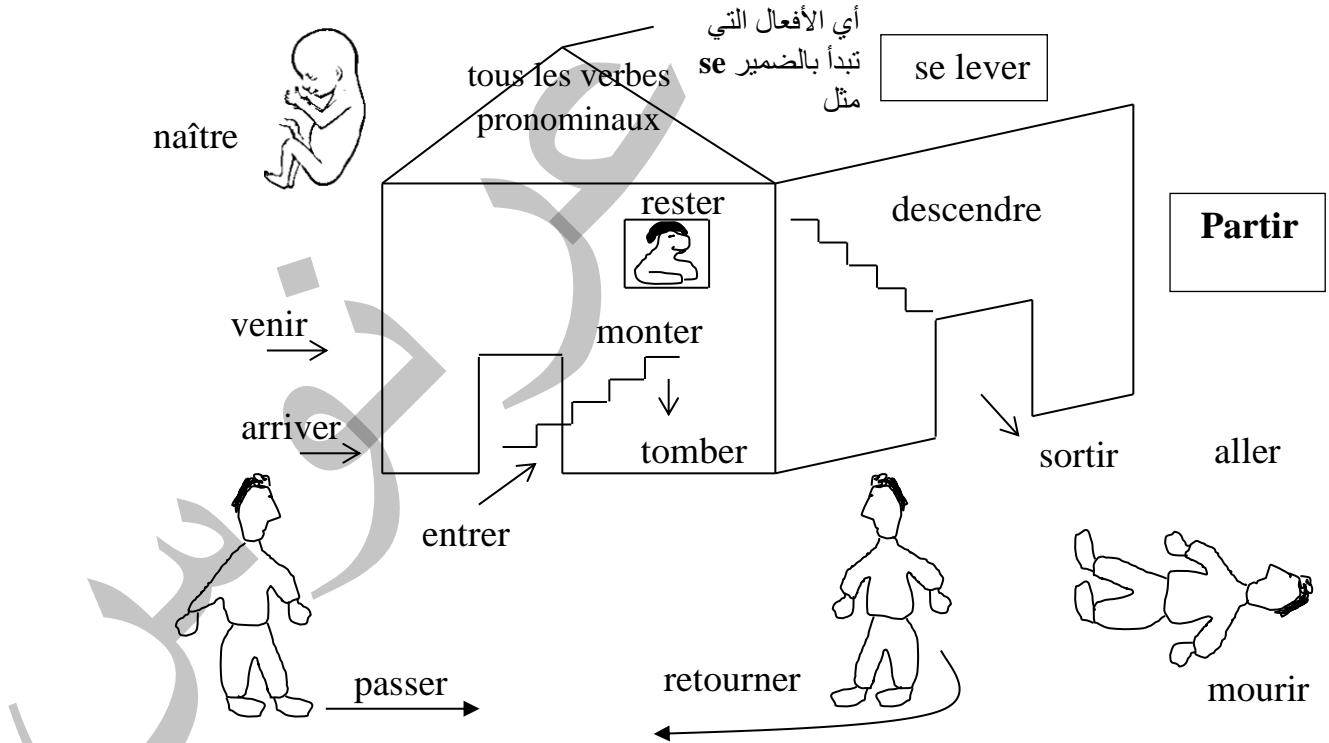 أي الأفعال التي
تبدأ بالضمير se
مثل
se lever
tous les verbes
pronominaux
naître
rester
descendre
Partir
venir
monter
arriver
tomber
sortir
aller
entrer
passer
retourner
mourir